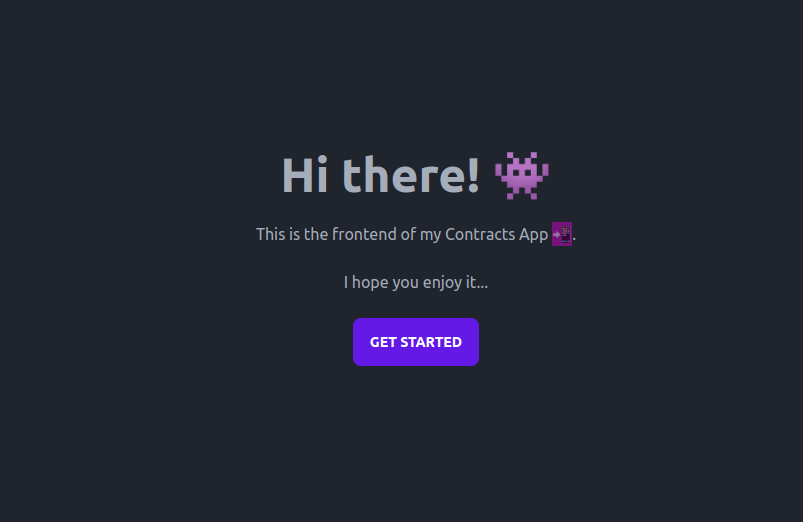 Hi there! 👾
This is the frontend of my Contracts App 📲.
I hope you enjoy it...
GET STARTED